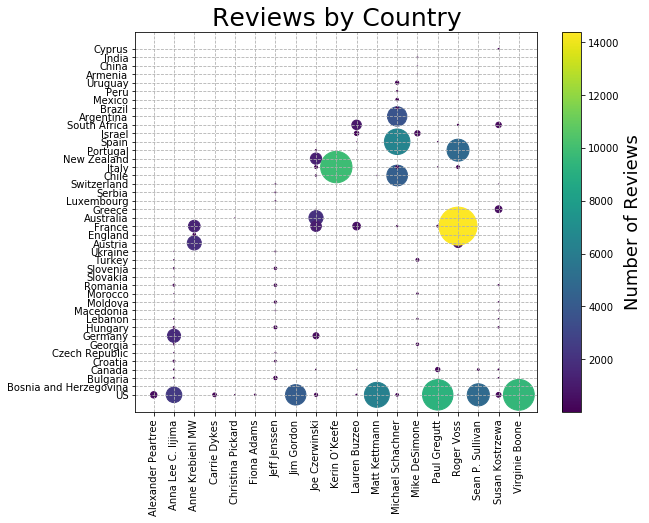 Reviews by Country
Cyprus
India
China
Armenia
Uruguay
Peru
Mexico
Brazil
Argentina
South Africa
Israel
Spain
Portugal
New Zealand
Italy
Chile
Switzerland
Serbia
Luxembourg
Greece
Australia
France
England
Austria
Ukraine
Turkey
Slovenia
Slovakia
Romania
Morocco
Moldova
Macedonia
Lebanon
Hungary
Germany
Georgia
Czech Republic
Croatia
Canada
Bulgaria
Bosnia and Herzegovina
US
Alexander Peartree
Anna Lee C. Iijima
Anne Krebiehl MW
Carrie Dykes
Christina Pickard
Fiona Adams
Jeff Jenssen
Jim Gordon
Joe Czerwinski
Kerin O'Keefe
Lauren Buzzeo
Matt Kettmann
Michael Schachner
Mike DeSimone
Paul Gregutt
Roger Voss
Sean P. Sullivan
Susan Kostrzewa
Virginie Boone
14000
12000
10000
8000
6000
4000
2000
Number of Reviews